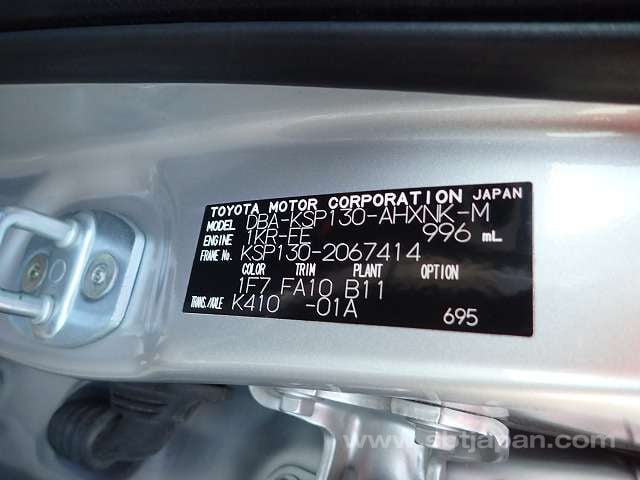 TOYOTA MOTOR CORPORATION JAPAN
MODEL DBA-KSP130-AHXNK-M
ENGINE 1KR-FE 996 mL
FRAME No. KSP130-2067414
COLOR TRIM PLANT OPTION
1F7 FA10 B11
TRANS./AXLE K410 -01A
695
www.sbtjapan.com